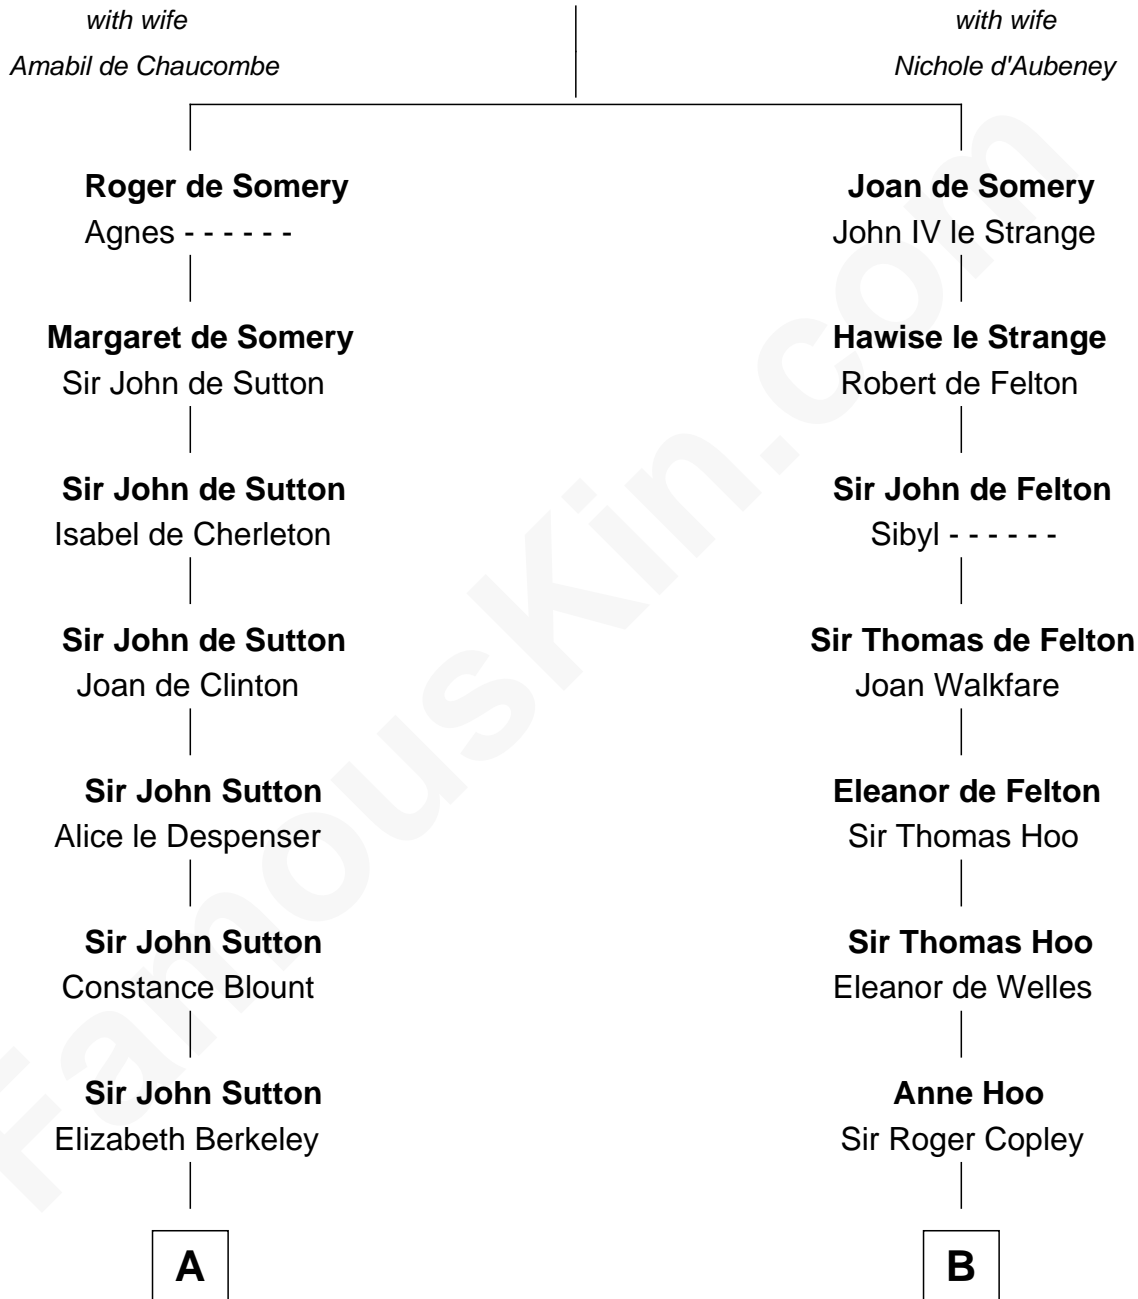 with wife
Amabil de Chaucombe
with wife
Nichole d'Aubeney
Roger de Somery
Agnes - - - - - -
Margaret de Somery
Sir John de Sutton
Sir John de Sutton
Isabel de Cherleton
Sir John de Sutton
Joan de Clinton
Sir John Sutton
Alice le Despenser
Sir John Sutton
Constance Blount
Sir John Sutton
Elizabeth Berkeley
A
Joan de Somery
John IV le Strange
Hawise le Strange
Robert de Felton
Sir John de Felton
Sibyl - - - - - -
Sir Thomas de Felton
Joan Walkfare
Eleanor de Felton
Sir Thomas Hoo
Sir Thomas Hoo
Eleanor de Welles
Anne Hoo
Sir Roger Copley
B
FamousKin.com